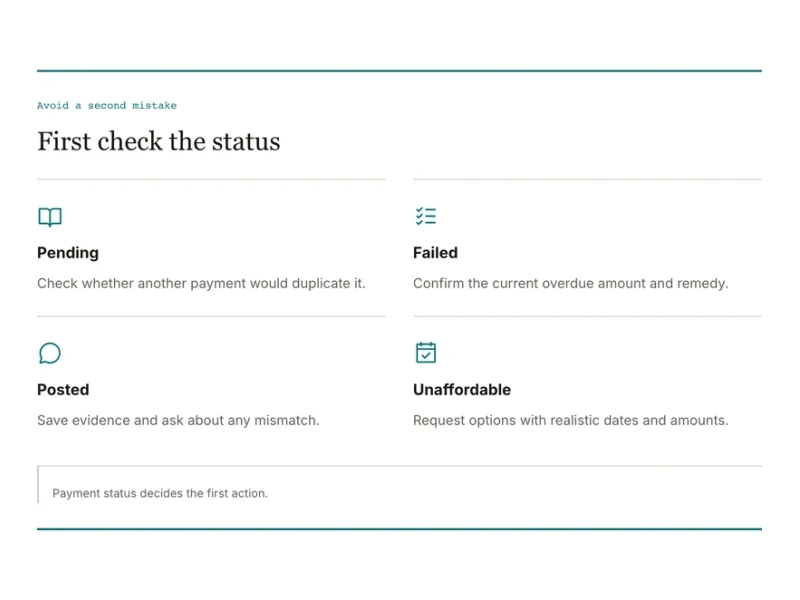 Avoid a second mistake
First check the status
Pending
Check whether another payment would duplicate it.
Failed
Confirm the current overdue amount and remedy.
Posted
Save evidence and ask about any mismatch.
Unaffordable
Request options with realistic dates and amounts.
Payment status decides the first action.